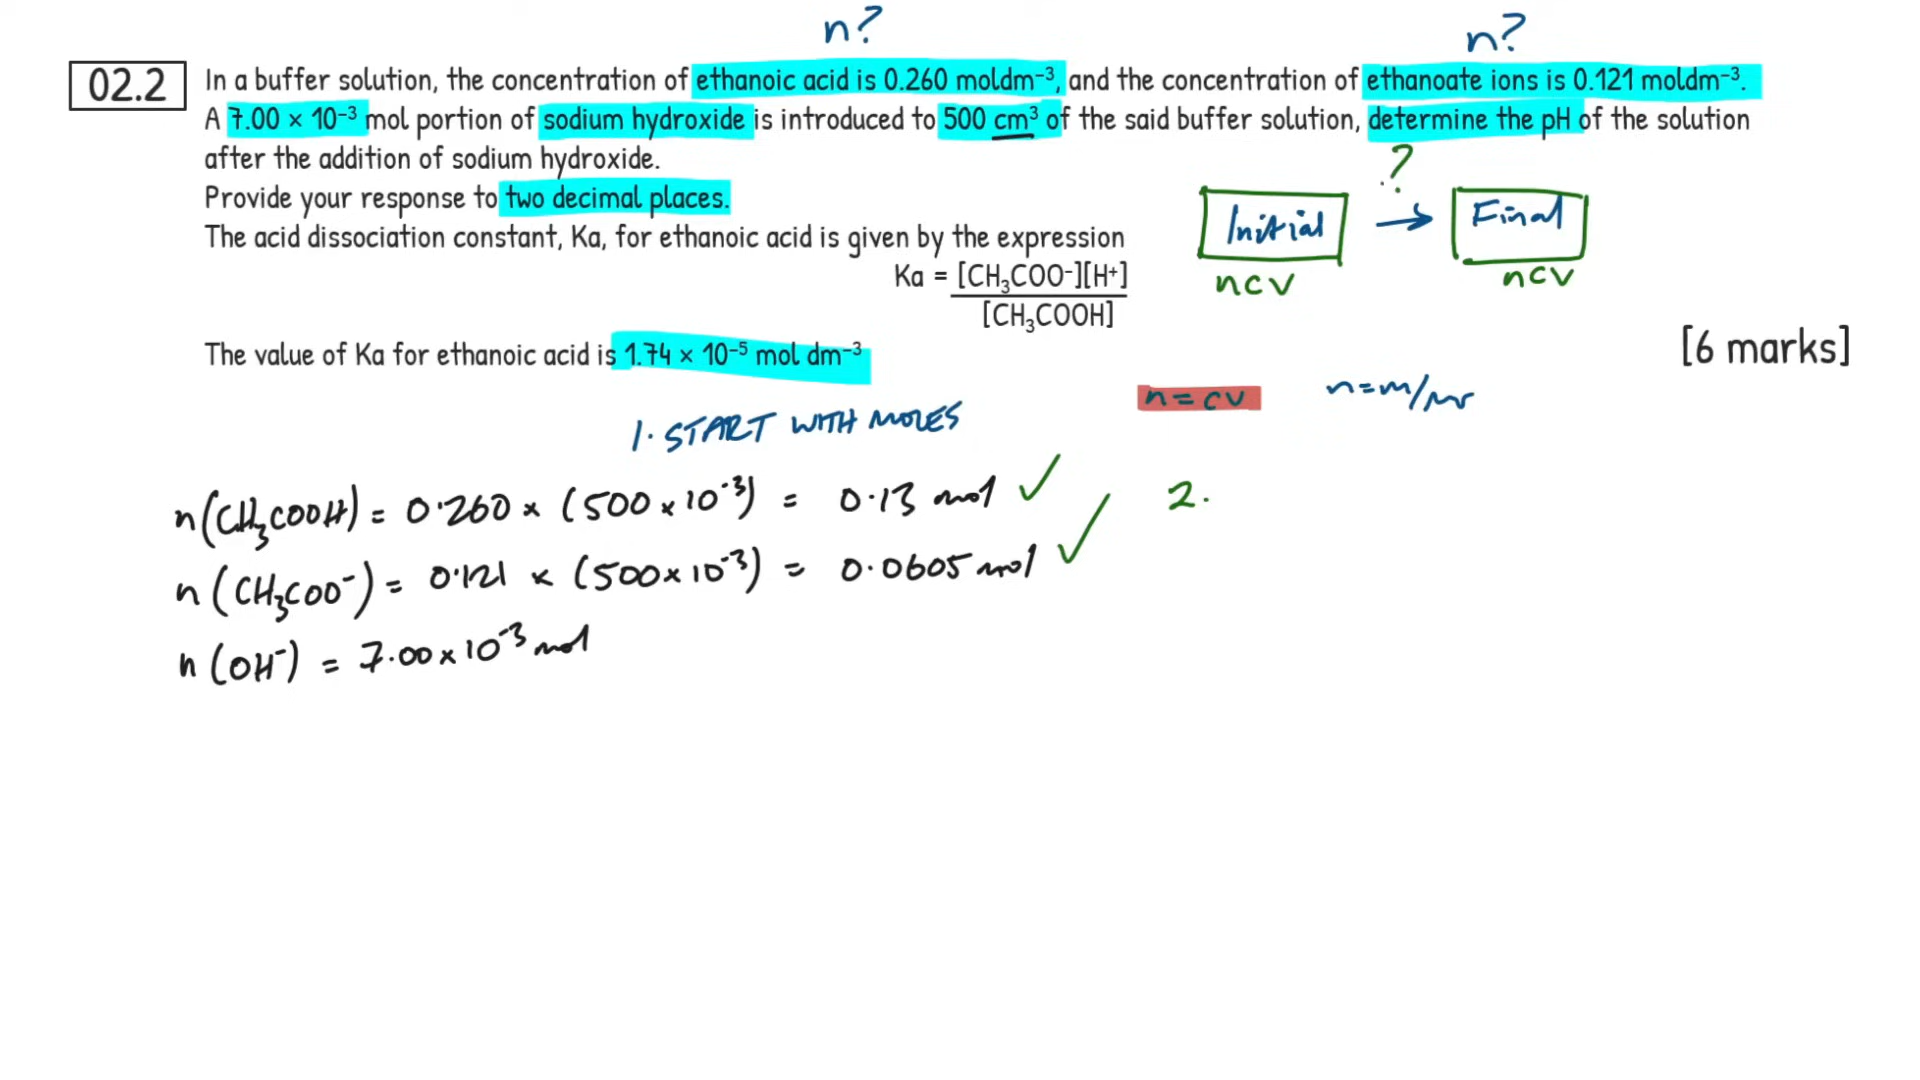 n? n?
02.2 In a buffer solution, the concentration of ethanoic acid is 0.260 moldm⁻³, and the concentration of ethanoate ions is 0.121 moldm⁻³.
A 7.00 × 10⁻³ mol portion of sodium hydroxide is introduced to 500 cm³ of the said buffer solution, determine the pH of the solution
after the addition of sodium hydroxide.
?
Provide your response to two decimal places.
Initial → Final
The acid dissociation constant, Ka, for ethanoic acid is given by the expression
ncv ncv
Ka = [CH₃COO⁻][H⁺]
[CH₃COOH]
The value of Ka for ethanoic acid is 1.74 × 10⁻⁵ mol dm⁻³
[6 marks]
n = cv n=m/Mr
1. START WITH MOLES
n(CH₃COOH) = 0.260 × (500 × 10⁻³) = 0.13 mol ✓ 2.
n(CH₃COO⁻) = 0.121 × (500×10⁻³) = 0.0605 mol ✓
n(OH⁻) = 7.00×10⁻³ mol